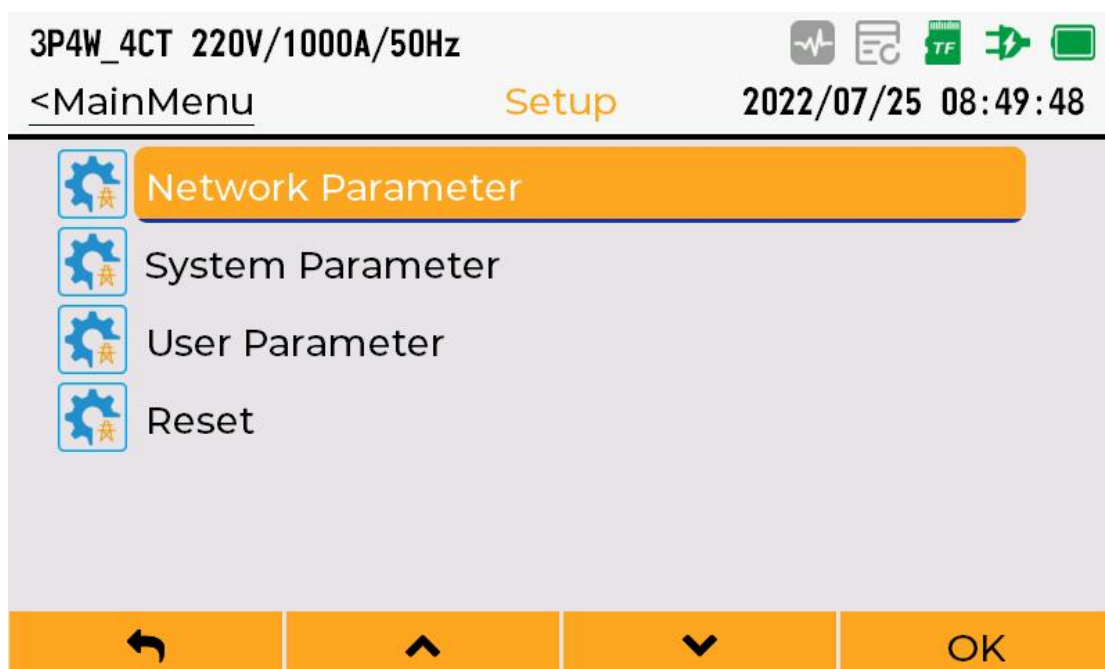 3P4W_4CT 220V/1000A/50Hz
TF
<MainMenu Setup 2022/07/25 08:49:48
Network Parameter
System Parameter
User Parameter
Reset
OK